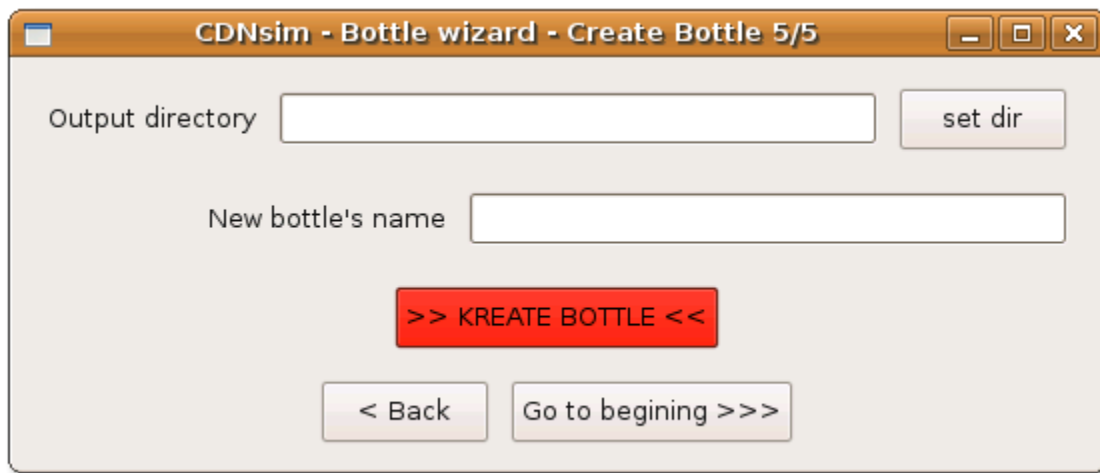 CDNsim - Bottle wizard - Create Bottle 5/5
Output directory set dir
New bottle's name
>> KREATE BOTTLE <<
< Back Go to begining >>>